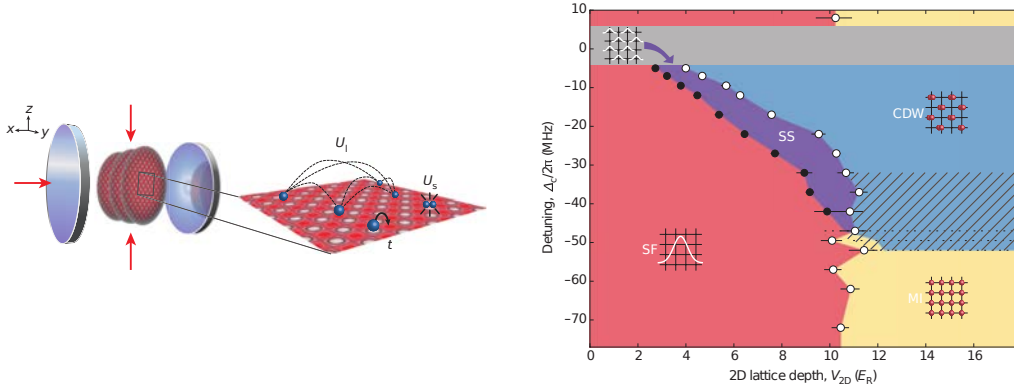 z
x
y
U_l
U_s
t
Detuning, Δ_c/2π (MHz)
10
0
−10
−20
−30
−40
−50
−60
−70
SS
CDW
SF
MI
0
2
4
6
8
10
12
14
16
2D lattice depth, V_2D (E_R)